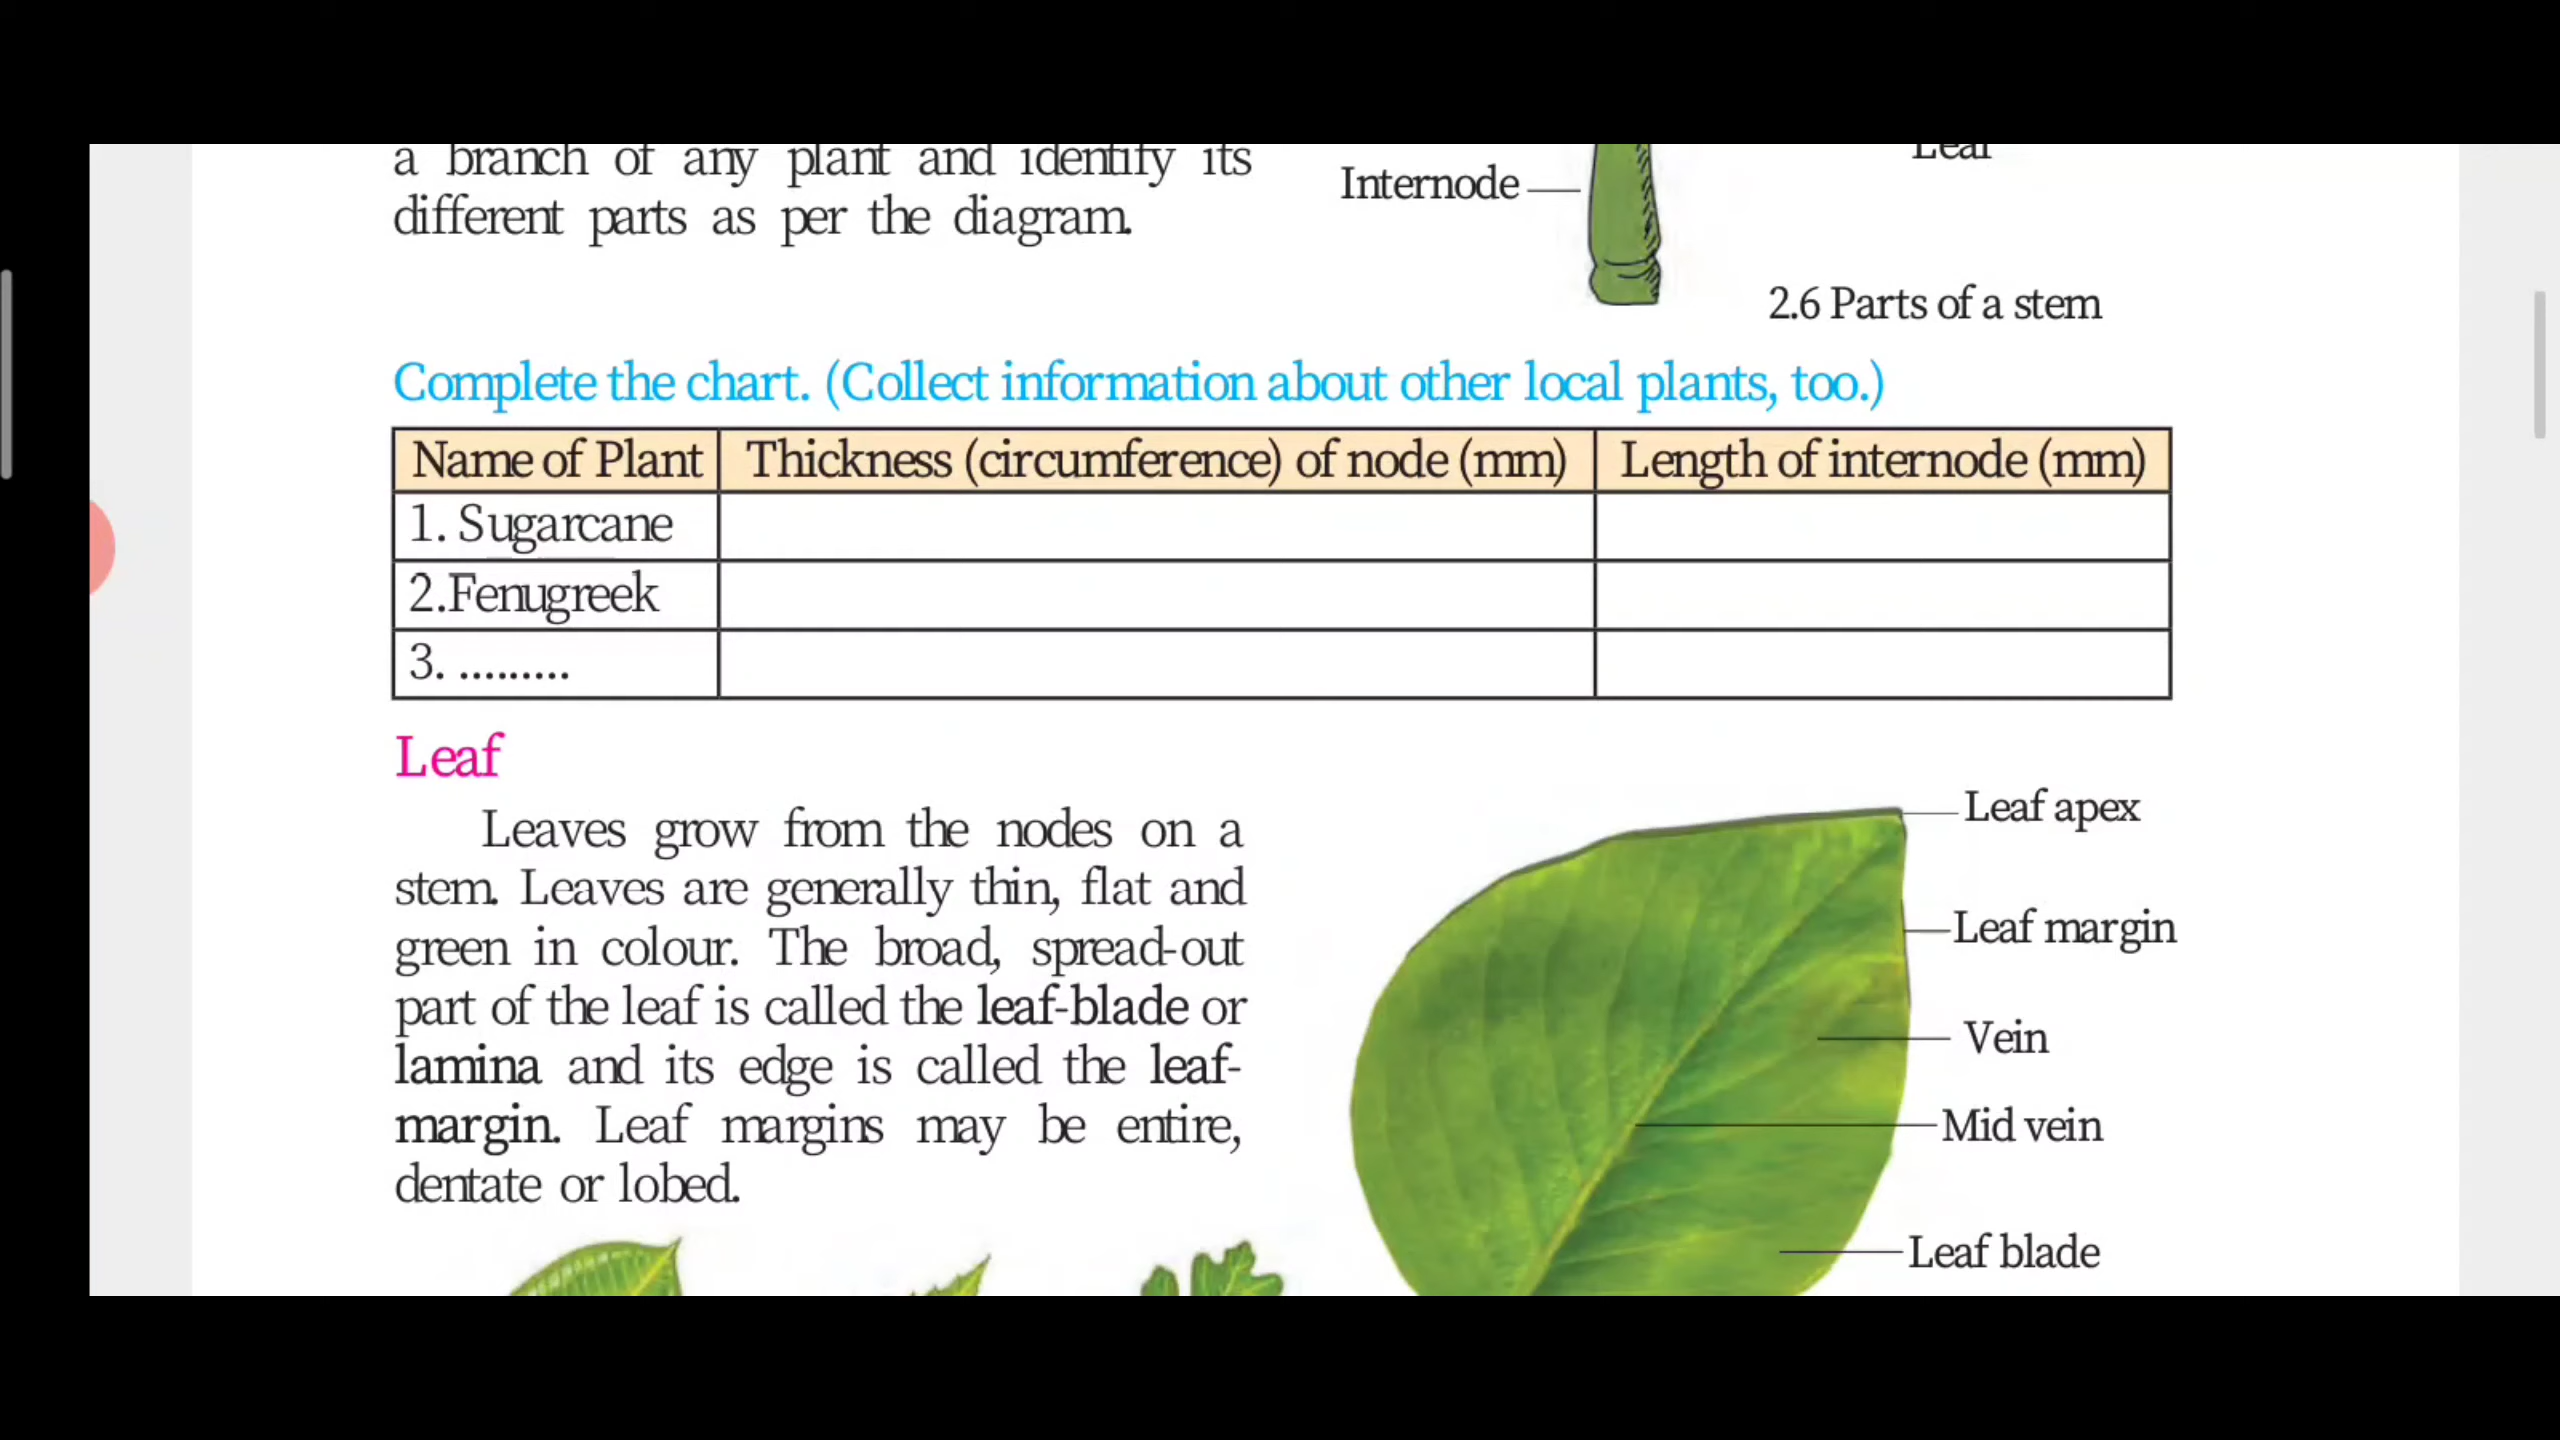 a branch of any plant and identify its
different parts as per the diagram.
Internode
Leaf
2.6 Parts of a stem
Complete the chart. (Collect information about other local plants, too.)
Name of Plant Thickness (circumference) of node (mm) Length of internode (mm)
1. Sugarcane
2.Fenugreek
3. .........
Leaf
Leaves grow from the nodes on a
stem. Leaves are generally thin, flat and
green in colour. The broad, spread-out
part of the leaf is called the leaf-blade or
lamina and its edge is called the leaf-
margin. Leaf margins may be entire,
dentate or lobed.
Leaf apex
Leaf margin
Vein
Mid vein
Leaf blade